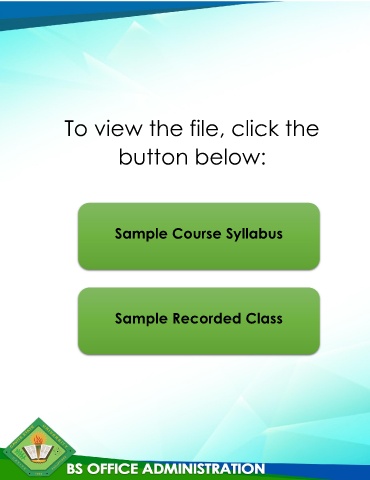 To view the file, click the
button below:
Sample Course Syllabus
Sample Recorded Class
BS OFFICE ADMINISTRATION